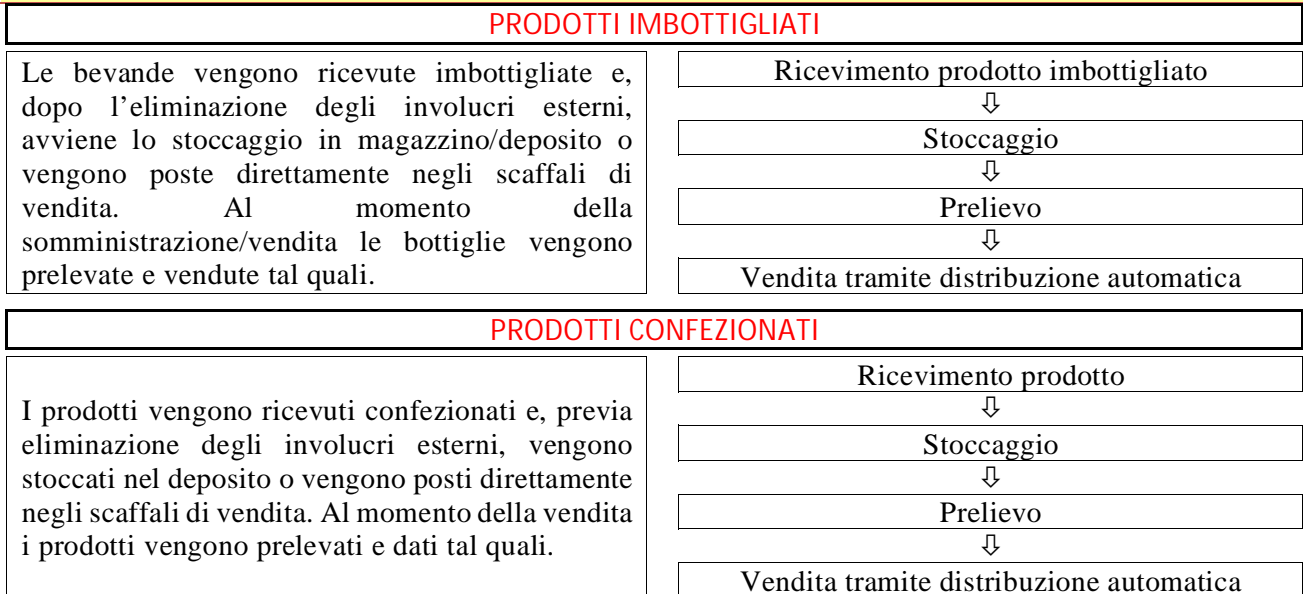 PRODOTTI IMBOTTIGLIATI
Le bevande vengono ricevute imbottigliate e,
dopo l’eliminazione degli involucri esterni,
avviene lo stoccaggio in magazzino/deposito o
vengono poste direttamente negli scaffali di
vendita. Al momento della
somministrazione/vendita le bottiglie vengono
prelevate e vendute tal quali.
Ricevimento prodotto imbottigliato
⇩
Stoccaggio
⇩
Prelievo
⇩
Vendita tramite distribuzione automatica
PRODOTTI CONFEZIONATI
I prodotti vengono ricevuti confezionati e, previa
eliminazione degli involucri esterni, vengono
stoccati nel deposito o vengono posti direttamente
negli scaffali di vendita. Al momento della vendita
i prodotti vengono prelevati e dati tal quali.
Ricevimento prodotto
⇩
Stoccaggio
⇩
Prelievo
⇩
Vendita tramite distribuzione automatica